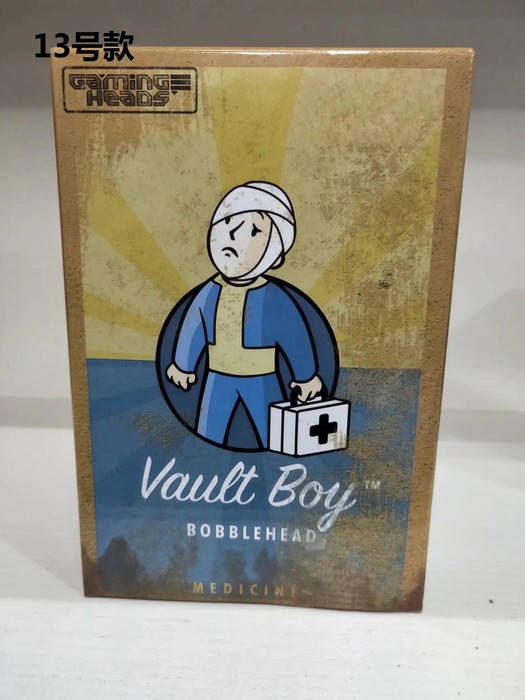 13号款
GAMING
HEADS
Vault Boy™
BOBBLEHEAD
MEDICINE